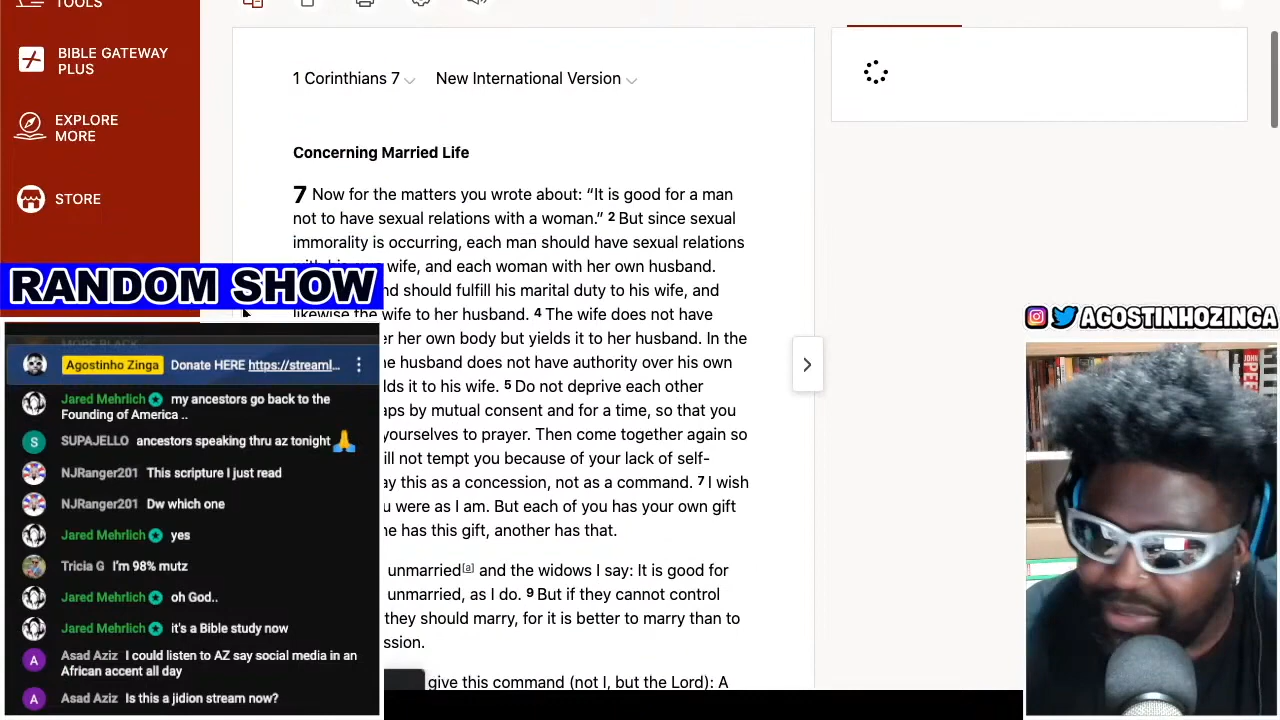 TOOLS
BIBLE GATEWAY
PLUS
EXPLORE
MORE
STORE
1 Corinthians 7 New International Version
Concerning Married Life
7 Now for the matters you wrote about: “It is good for a man
not to have sexual relations with a woman.” 2 But since sexual
immorality is occurring, each man should have sexual relations
wife, and each woman with her own husband.
should fulfill his marital duty to his wife, and
likewise the wife to her husband. 4 The wife does not have
her own body but yields it to her husband. In the
husband does not have authority over his own
it to his wife. 5 Do not deprive each other
by mutual consent and for a time, so that you
yourselves to prayer. Then come together again so
not tempt you because of your lack of self-
this as a concession, not as a command. 7 I wish
were as I am. But each of you has your own gift
has this gift, another has that.
unmarried[a] and the widows I say: It is good for
unmarried, as I do. 9 But if they cannot control
they should marry, for it is better to marry than to
give this command (not I, but the Lord): A
RANDOM SHOW
Agostinho Zinga Donate HERE https://streaml...
Jared Mehrlich my ancestors go back to the
Founding of America ..
SUPAJELLO ancestors speaking thru az tonight 🙏
NJRanger201 This scripture I just read
NJRanger201 Dw which one
Jared Mehrlich yes
Tricia G I'm 98% mutz
Jared Mehrlich oh God..
Jared Mehrlich it's a Bible study now
Asad Aziz I could listen to AZ say social media in an
African accent all day
Asad Aziz Is this a jidion stream now?
@AGOSTINHOZINGA